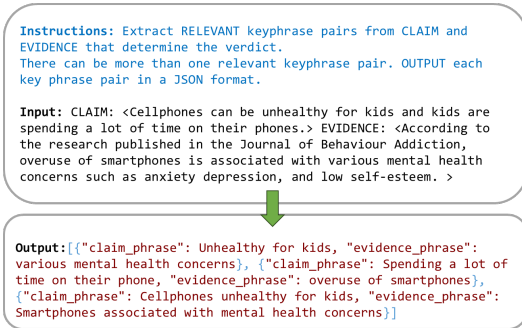 Instructions: Extract RELEVANT keyphrase pairs from CLAIM and
EVIDENCE that determine the verdict.
There can be more than one relevant keyphrase pair. OUTPUT each
key phrase pair in a JSON format.
Input: CLAIM: <Cellphones can be unhealthy for kids and kids are
spending a lot of time on their phones.> EVIDENCE: <According to
the research published in the Journal of Behaviour Addiction,
overuse of smartphones is associated with various mental health
concerns such as anxiety depression, and low self-esteem. >
Output:[{"claim_phrase": Unhealthy for kids, "evidence_phrase":
various mental health concerns}, {"claim_phrase": Spending a lot of
time on their phone, "evidence_phrase": overuse of smartphones},
{"claim_phrase": Cellphones unhealthy for kids, "evidence_phrase":
Smartphones associated with mental health concerns}]